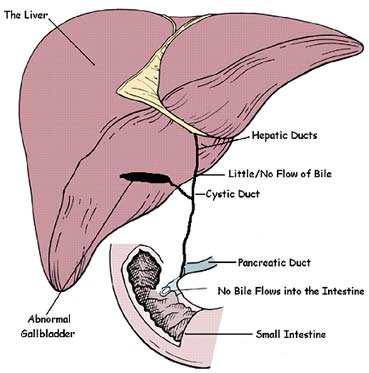 The Liver
Hepatic Ducts
Little/No Flow of Bile
Cystic Duct
Pancreatic Duct
No Bile Flows into the Intestine
Abnormal
Gallbladder
Small Intestine